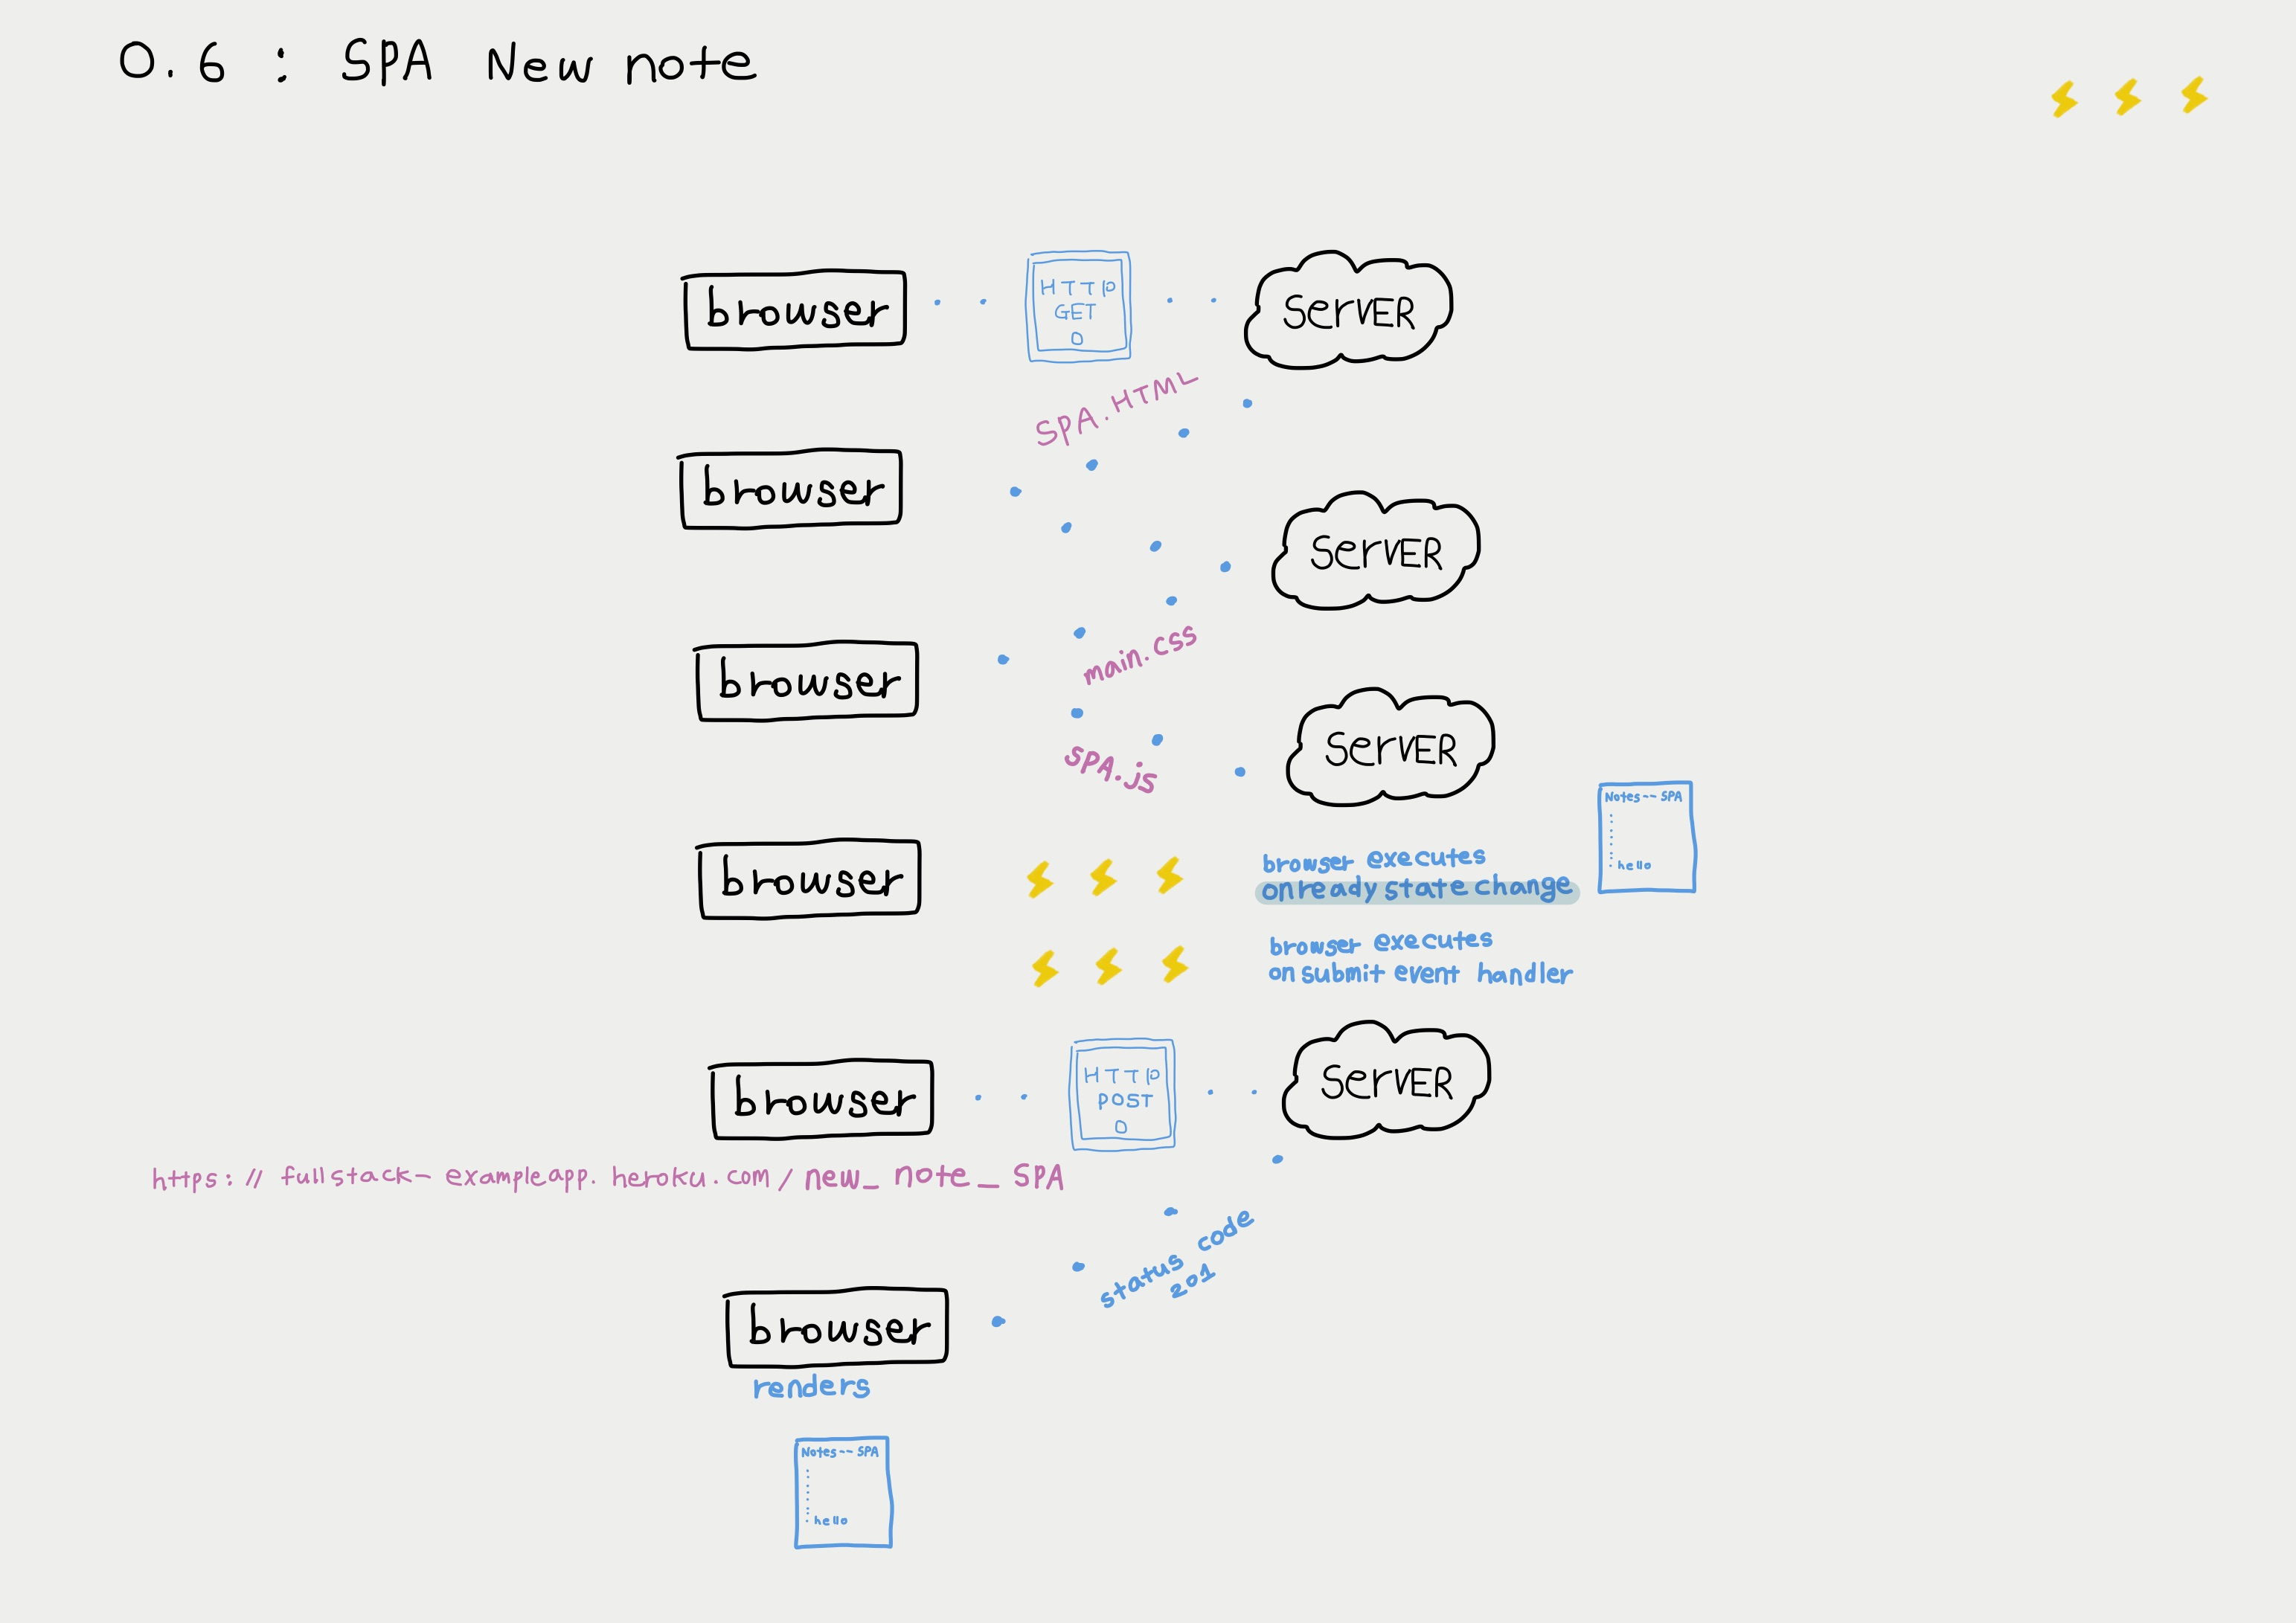 0.6 : SPA New note
browser
HTTP
GET
SerVER
SPA.HTML
browser
SerVER
main.css
browser
SerVER
SPA.js
Notes -- SPA
hello
browser
browser executes
onreadystatechange
browser executes
onsubmit event handler
browser
HTTP
POST
SerVER
https://fullstack-exampleapp.heroku.com/new_note_SPA
status code
201
browser
renders
Notes -- SPA
hello